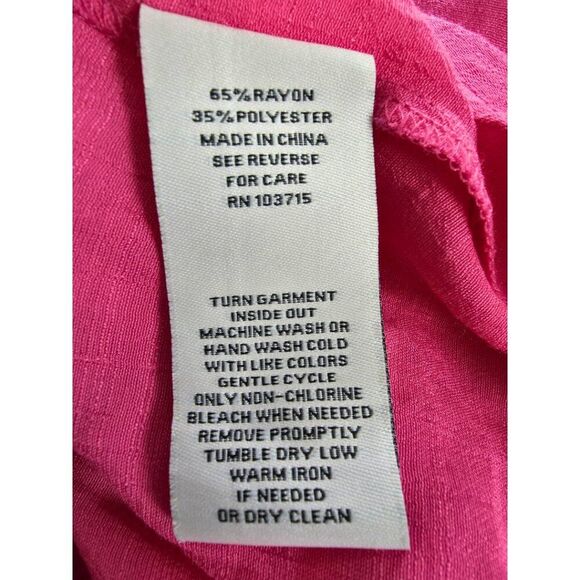 65% RAYON
35% POLYESTER
MADE IN CHINA
SEE REVERSE
FOR CARE
RN 103715
TURN GARMENT
INSIDE OUT
MACHINE WASH OR
HAND WASH COLD
WITH LIKE COLORS
GENTLE CYCLE
ONLY NON-CHLORINE
BLEACH WHEN NEEDED
REMOVE PROMPTLY
TUMBLE DRY LOW
WARM IRON
IF NEEDED
OR DRY CLEAN